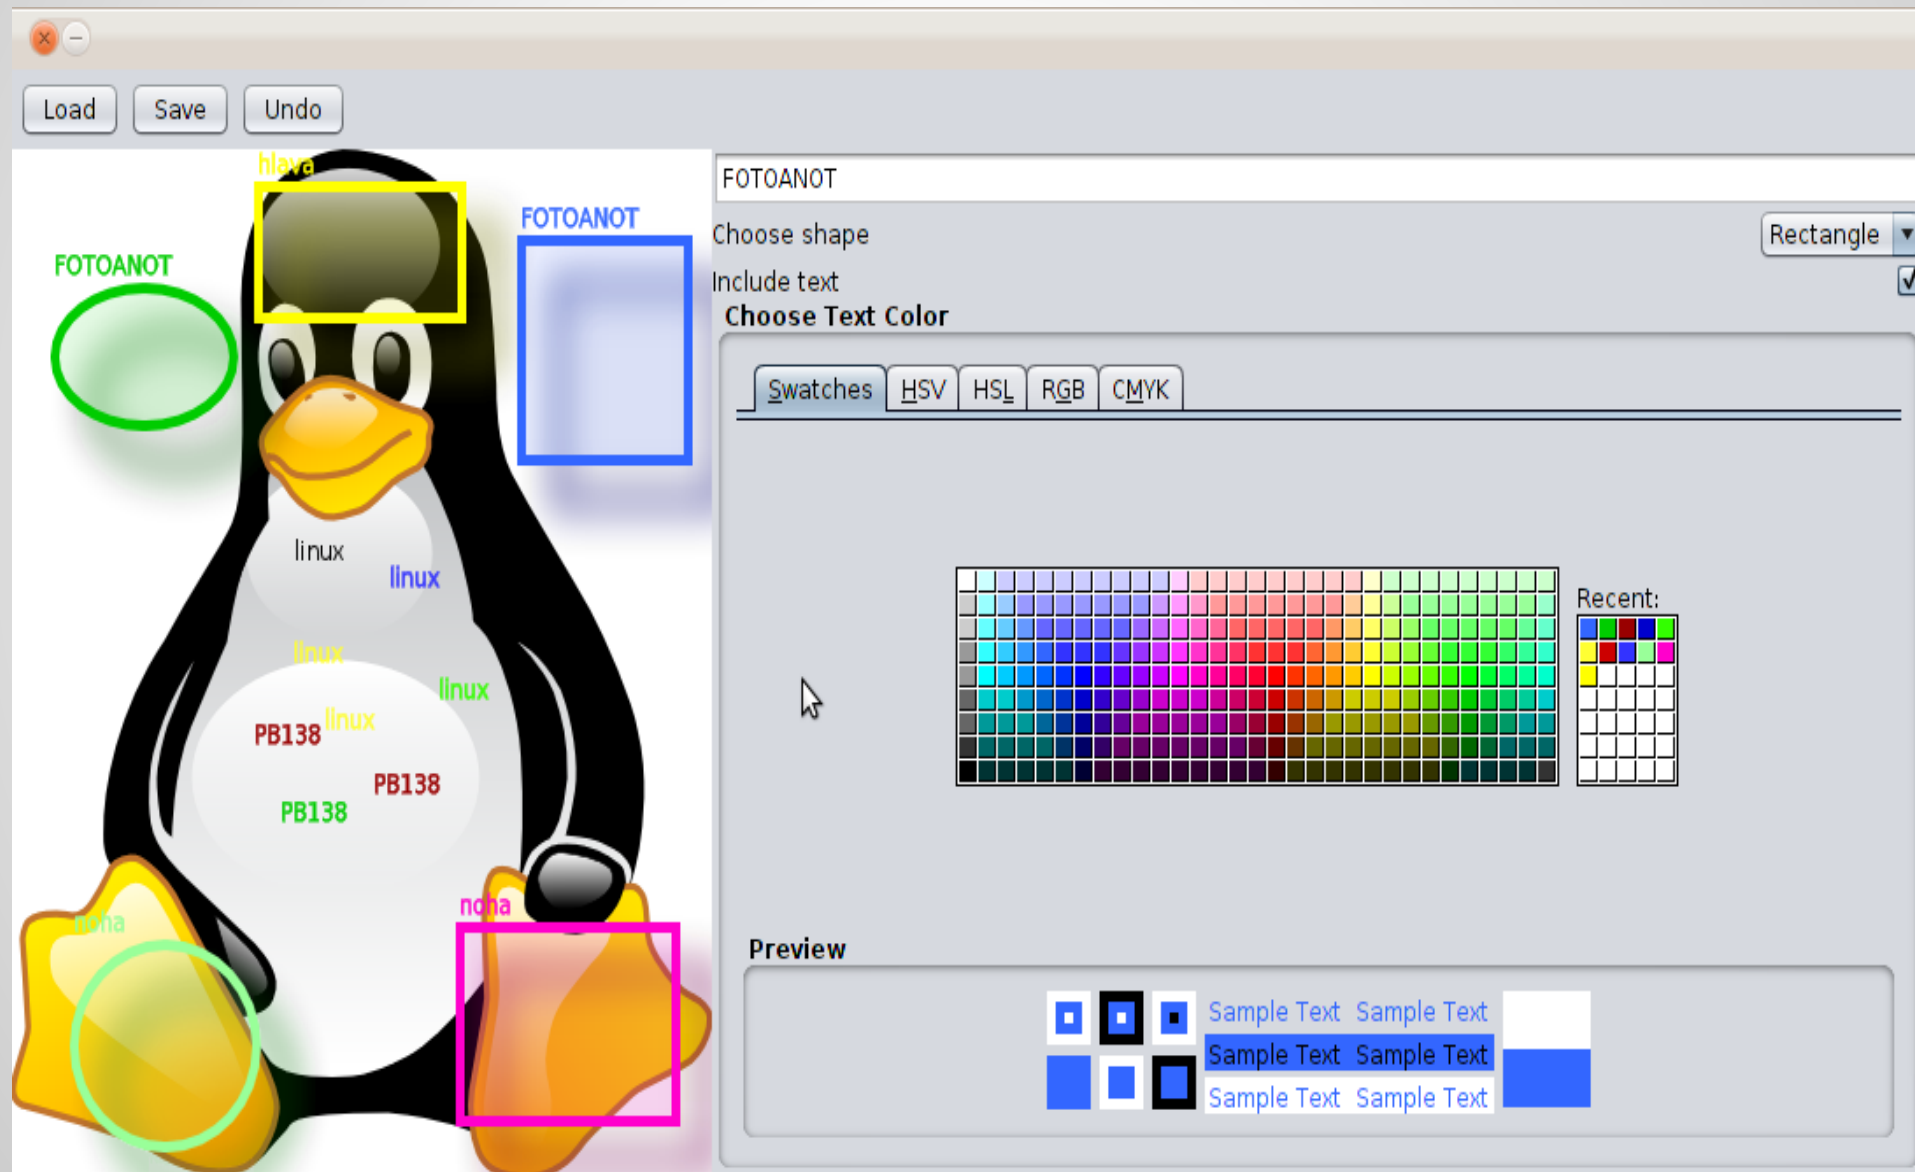 Load Save Undo
hlava
FOTOANOT
FOTOANOT
linux
linux
linux
linux
linux
PB138
PB138
PB138
noha
noha
FOTOANOT
Choose shape Rectangle
Include text
Choose Text Color
Swatches HSV HSL RGB CMYK
Recent:
Preview
Sample Text Sample Text
Sample Text Sample Text
Sample Text Sample Text